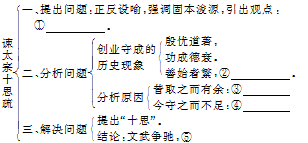 谏太宗十思疏
一、提出问题:正反设喻,强调固本浚源,引出观点:
①__________.
二、分析问题
创业守成的
历史现象
殷忧道著,
功成德衰.
善始者繁,②__________.
分析原因
昔取之而有余:③________
今守之而不足:④________
三、解决问题
提出“十思”.
结论:文武争驰,⑤